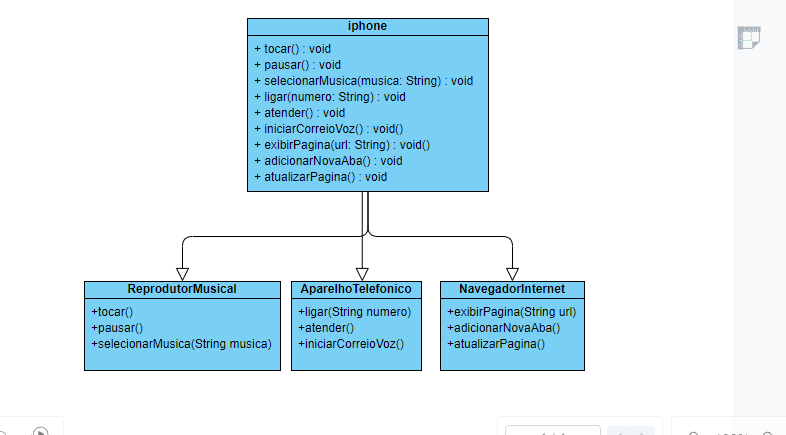 iphone
+ tocar() : void
+ pausar() : void
+ selecionarMusica(musica: String) : void
+ ligar(numero: String) : void
+ atender() : void
+ iniciarCorreioVoz() : void()
+ exibirPagina(url: String) : void()
+ adicionarNovaAba() : void
+ atualizarPagina() : void
ReprodutorMusical
+tocar()
+pausar()
+selecionarMusica(String musica)
AparelhoTelefonico
+ligar(String numero)
+atender()
+iniciarCorreioVoz()
NavegadorInternet
+exibirPagina(String url)
+adicionarNovaAba()
+atualizarPagina()